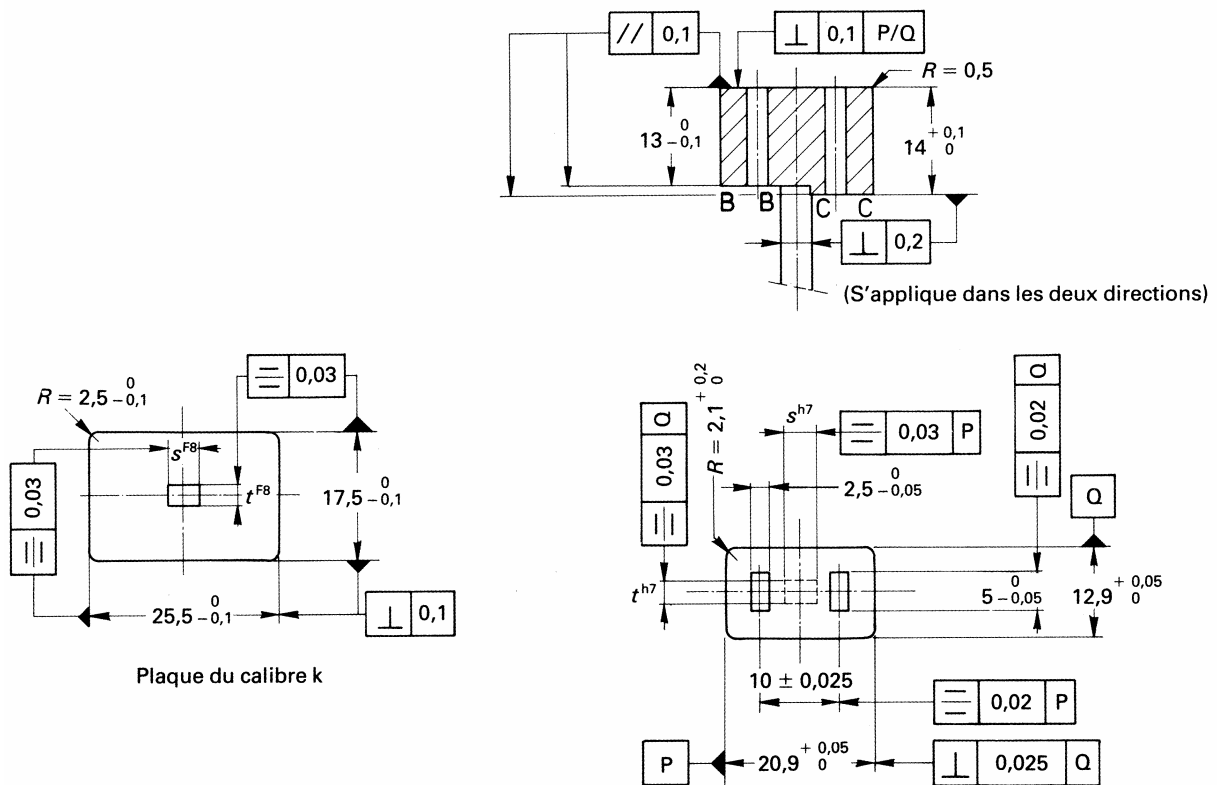 // 0,1
⊥ 0,1 P/Q
R = 0,5
13 0 −0,1
14 +0,1 0
B B C C
⊥ 0,2
(S'applique dans les deux directions)
⌯ 0,03
R = 2,5 0 −0,1
s F8
t F8
⌯ 0,03
17,5 0 −0,1
25,5 0 −0,1
⊥ 0,1
Plaque du calibre k
⌯ 0,03 Q
R = 2,1 +0,2 0
s h7
⌯ 0,03 P
2,5 0 −0,05
⌯ 0,02 Q
Q
t h7
5 0 −0,05
12,9 +0,05 0
10 ± 0,025
⌯ 0,02 P
P
20,9 +0,05 0
⊥ 0,025 Q